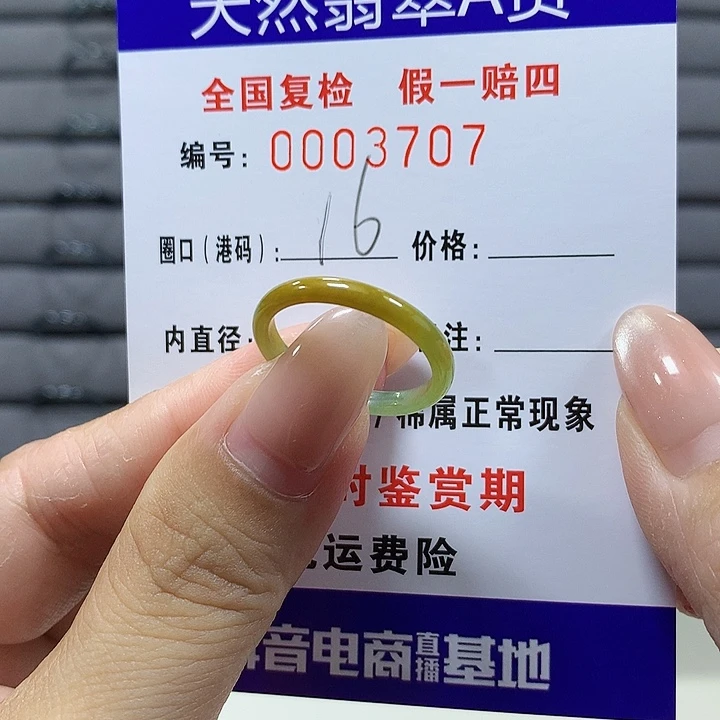 天然翡翠A货
全国复检 假一赔四
编号: 0003707
圈口(港码): 16 价格:
内直径: 注:
稀属正常现象
时鉴赏期
运费险
音电商直播基地